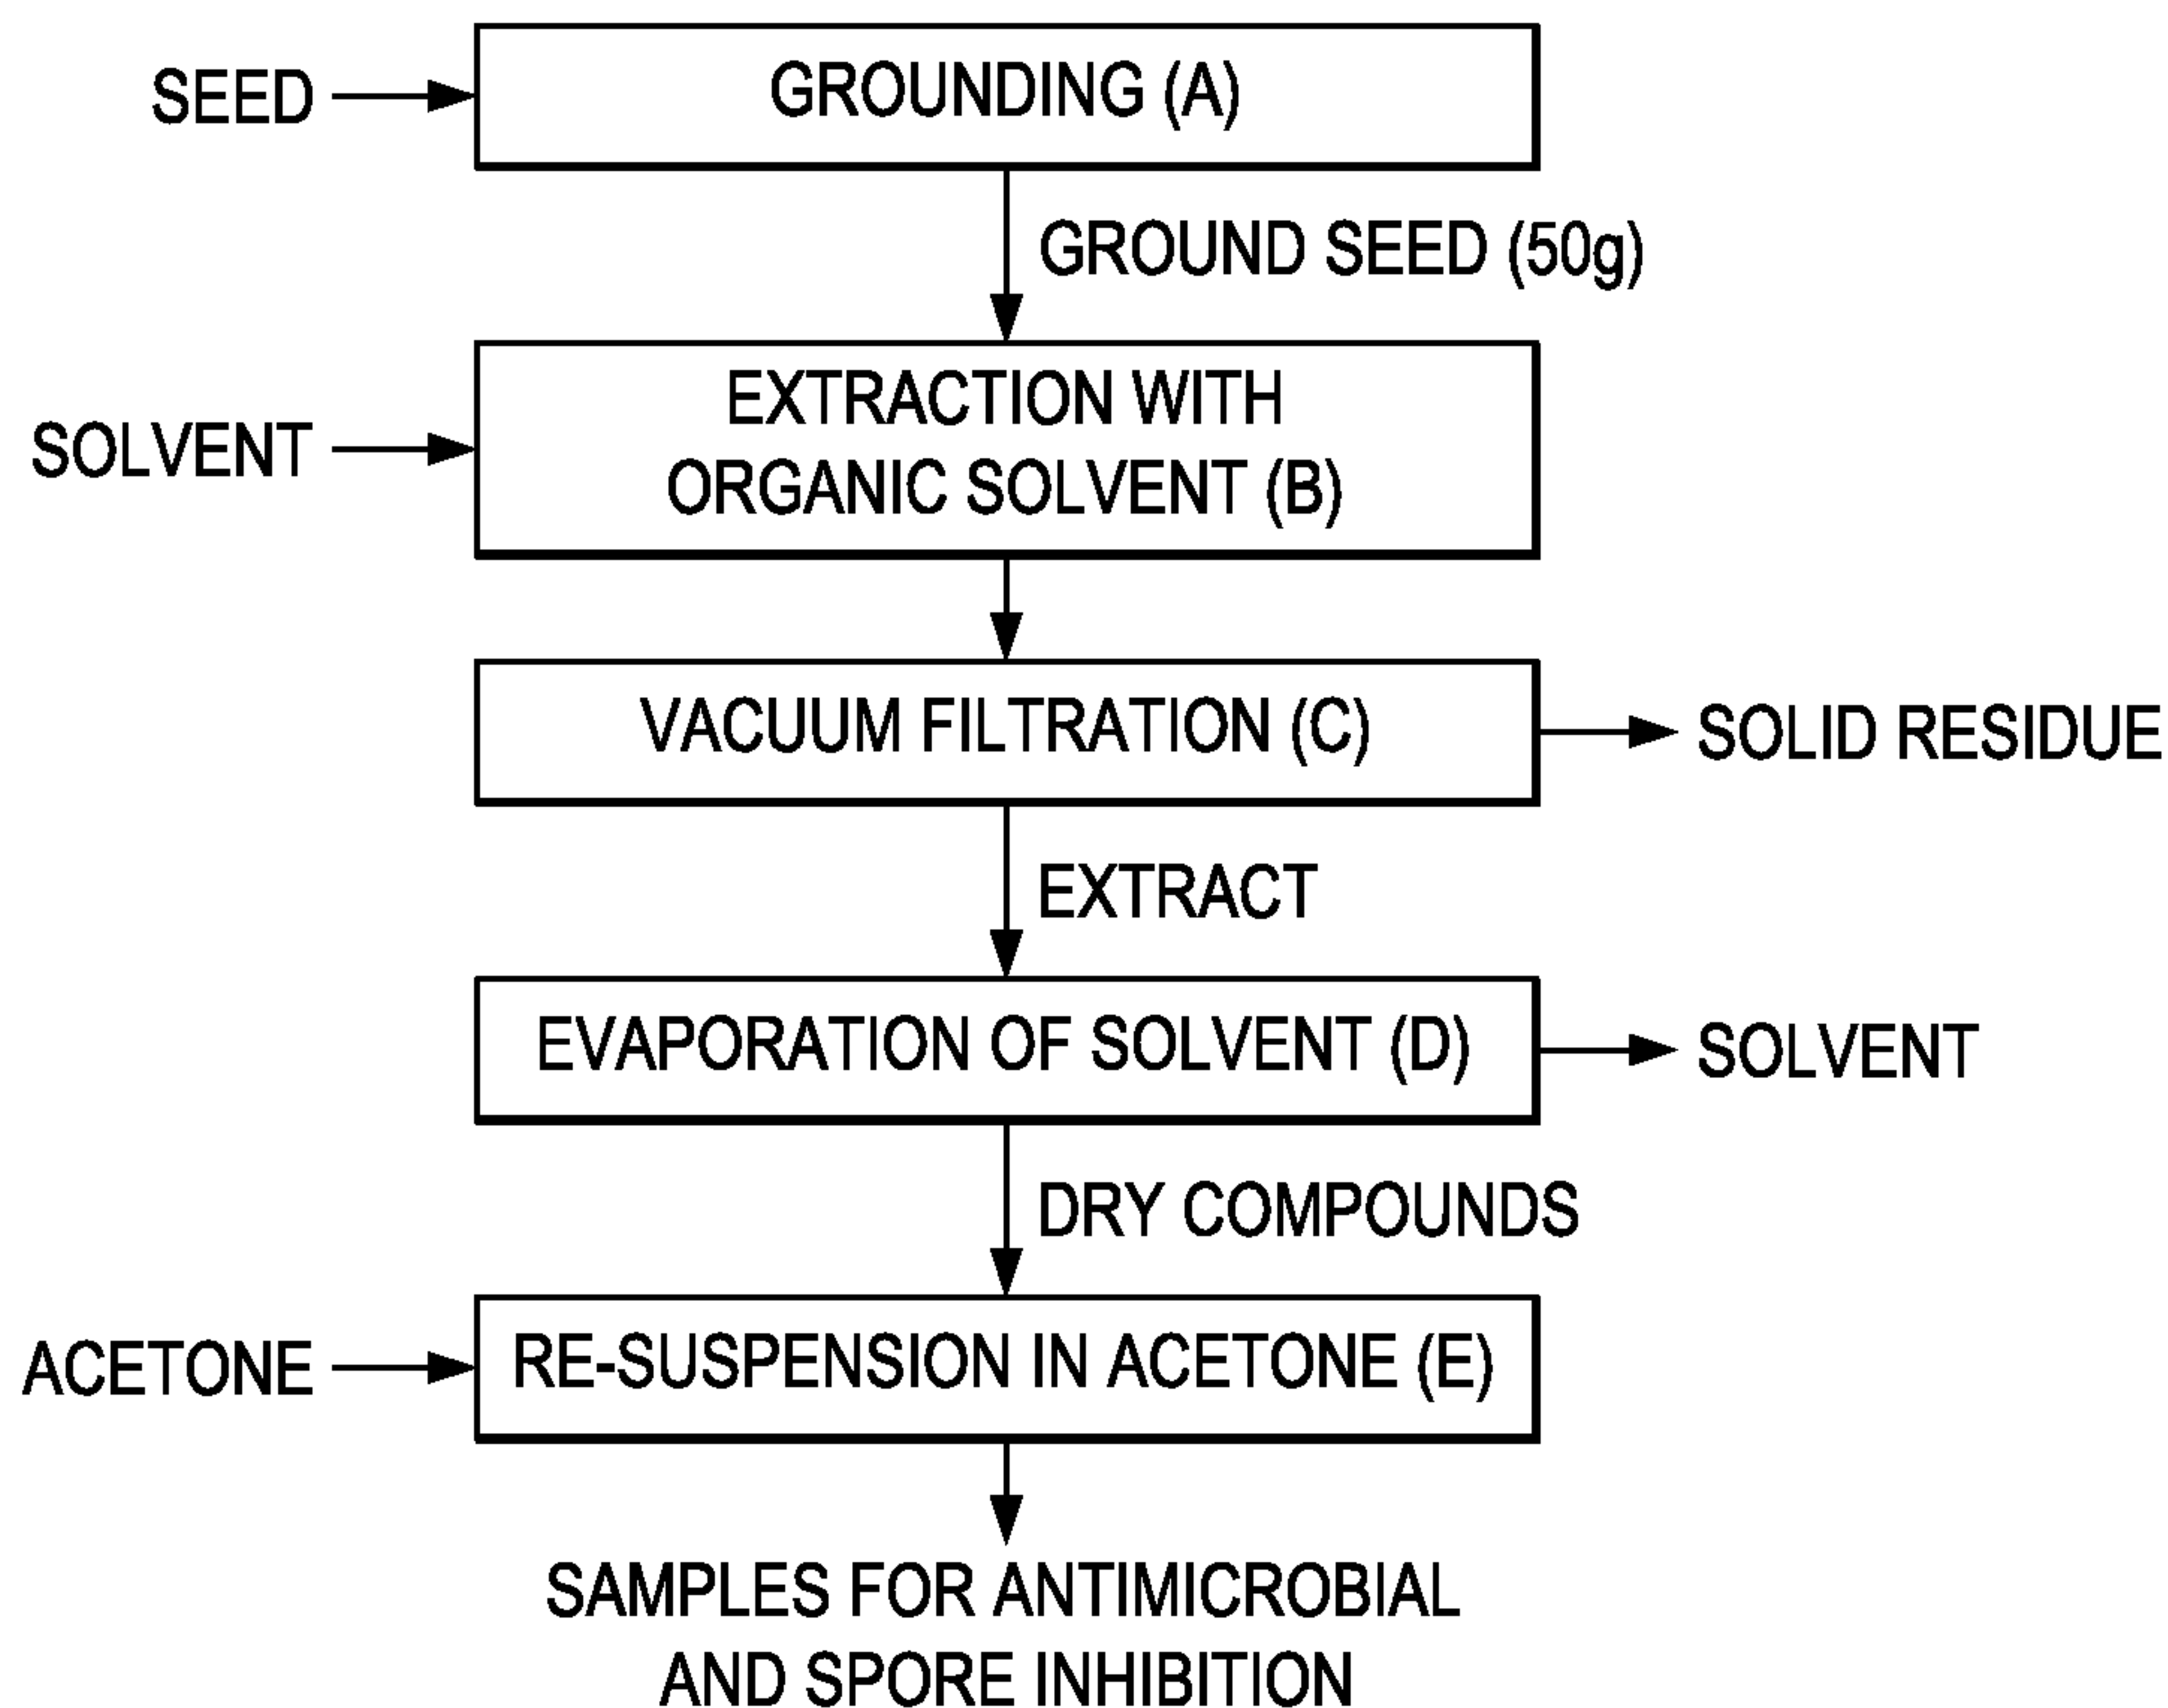 SEED
GROUNDING (A)
GROUND SEED (50g)
SOLVENT
EXTRACTION WITH
ORGANIC SOLVENT (B)
VACUUM FILTRATION (C)
SOLID RESIDUE
EXTRACT
EVAPORATION OF SOLVENT (D)
SOLVENT
DRY COMPOUNDS
ACETONE
RE-SUSPENSION IN ACETONE (E)
SAMPLES FOR ANTIMICROBIAL
AND SPORE INHIBITION